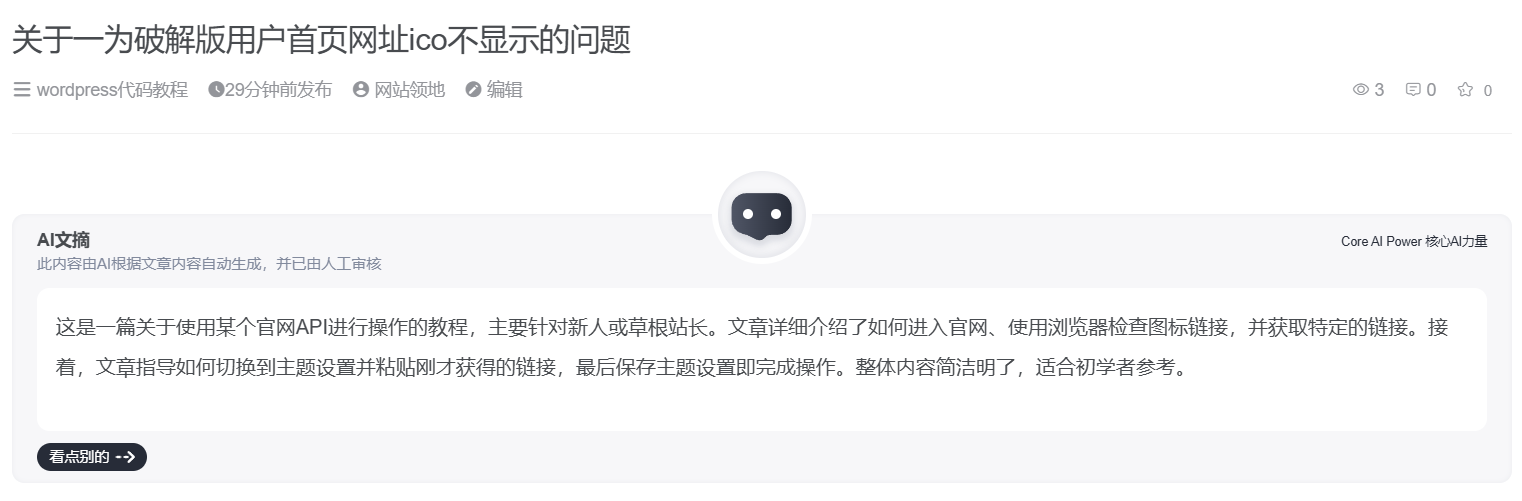 关于一为破解版用户首页网址ico不显示的问题
wordpress代码教程 29分钟前发布 网站领地 编辑 3 0 0
AI文摘
Core AI Power 核心AI力量
此内容由AI根据文章内容自动生成，并已由人工审核
这是一篇关于使用某个官网API进行操作的教程，主要针对新人或草根站长。文章详细介绍了如何进入官网、使用浏览器检查图标链接，并获取特定的链接。接
着，文章指导如何切换到主题设置并粘贴刚才获得的链接，最后保存主题设置即完成操作。整体内容简洁明了，适合初学者参考。
看点别的